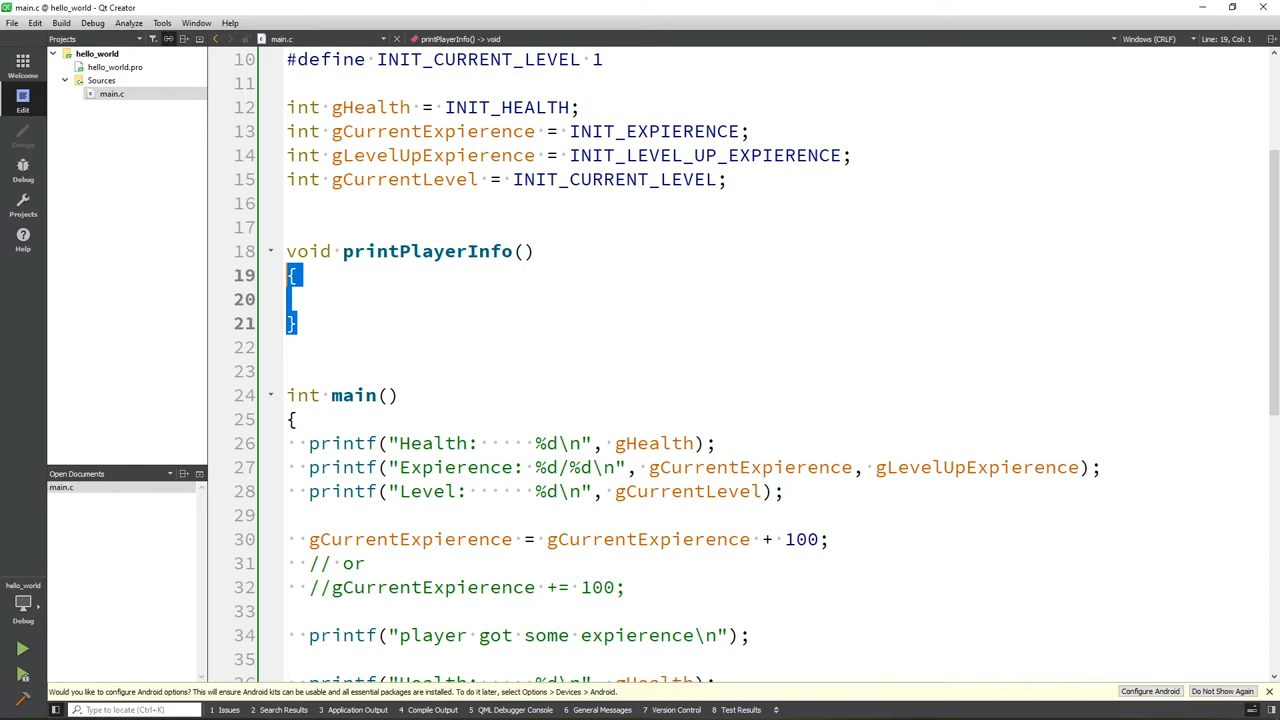 main.c @ hello_world - Qt Creator
File Edit Build Debug Analyze Tools Window Help
Projects
main.c
printPlayerInfo() -> void
Windows (CRLF)
Line: 19, Col: 1
Welcome
Edit
Design
Debug
Projects
Help
hello_world
hello_world.pro
Sources
main.c
Open Documents
main.c
hello_world
Debug
10 #define INIT_CURRENT_LEVEL 1
11
12 int gHealth = INIT_HEALTH;
13 int gCurrentExpierence = INIT_EXPIERENCE;
14 int gLevelUpExpierence = INIT_LEVEL_UP_EXPIERENCE;
15 int gCurrentLevel = INIT_CURRENT_LEVEL;
16
17
18 void printPlayerInfo()
19 {
20
21 }
22
23
24 int main()
25 {
26 printf("Health:      %d\n", gHealth);
27 printf("Expierence: %d/%d\n", gCurrentExpierence, gLevelUpExpierence);
28 printf("Level:       %d\n", gCurrentLevel);
29
30 gCurrentExpierence = gCurrentExpierence + 100;
31 // or
32 //gCurrentExpierence += 100;
33
34 printf("player got some expierence\n");
35
36 printf("Health:      %d\n", gHealth);
Would you like to configure Android options? This will ensure Android kits can be usable and all essential packages are installed. To do it later, select Options > Devices > Android.
Configure Android
Do Not Show Again
Type to locate (Ctrl+K)
1 Issues 2 Search Results 3 Application Output 4 Compile Output 5 QML Debugger Console 6 General Messages 7 Version Control 8 Test Results